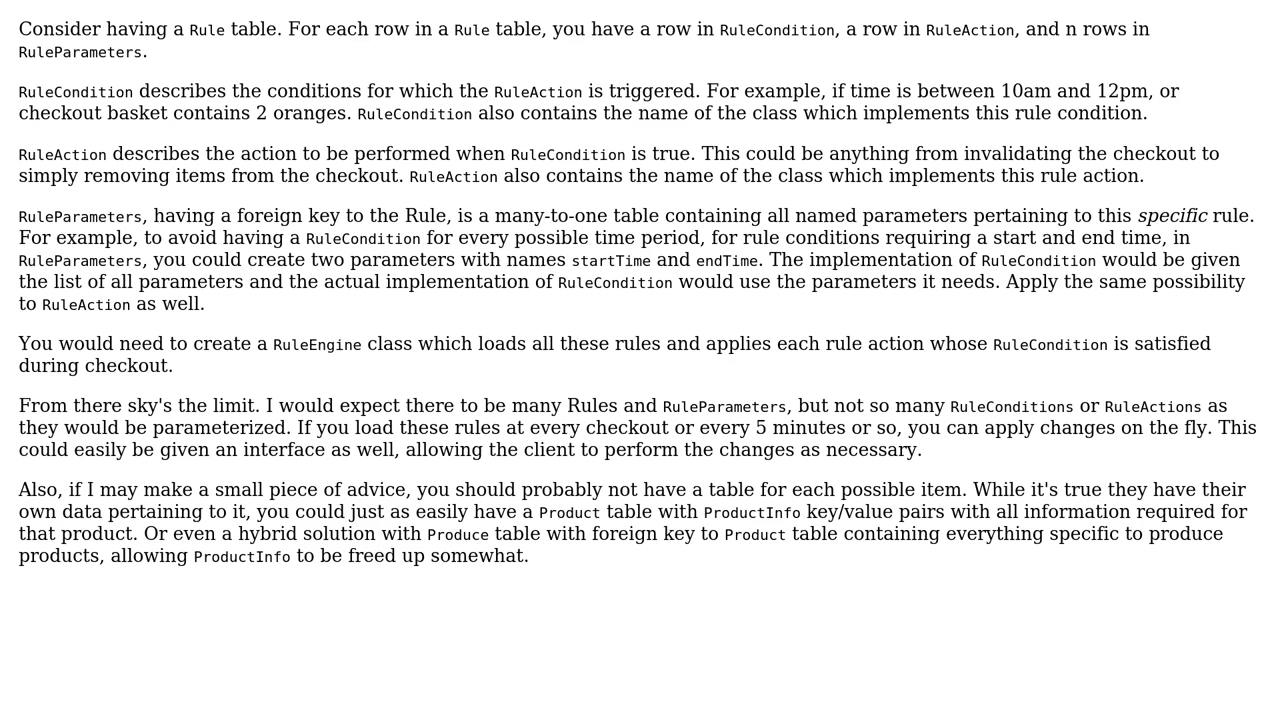 Consider having a Rule table. For each row in a Rule table, you have a row in RuleCondition, a row in RuleAction, and n rows in
RuleParameters.
RuleCondition describes the conditions for which the RuleAction is triggered. For example, if time is between 10am and 12pm, or
checkout basket contains 2 oranges. RuleCondition also contains the name of the class which implements this rule condition.
RuleAction describes the action to be performed when RuleCondition is true. This could be anything from invalidating the checkout to
simply removing items from the checkout. RuleAction also contains the name of the class which implements this rule action.
RuleParameters, having a foreign key to the Rule, is a many-to-one table containing all named parameters pertaining to this specific rule.
For example, to avoid having a RuleCondition for every possible time period, for rule conditions requiring a start and end time, in
RuleParameters, you could create two parameters with names startTime and endTime. The implementation of RuleCondition would be given
the list of all parameters and the actual implementation of RuleCondition would use the parameters it needs. Apply the same possibility
to RuleAction as well.
You would need to create a RuleEngine class which loads all these rules and applies each rule action whose RuleCondition is satisfied
during checkout.
From there sky's the limit. I would expect there to be many Rules and RuleParameters, but not so many RuleConditions or RuleActions as
they would be parameterized. If you load these rules at every checkout or every 5 minutes or so, you can apply changes on the fly. This
could easily be given an interface as well, allowing the client to perform the changes as necessary.
Also, if I may make a small piece of advice, you should probably not have a table for each possible item. While it's true they have their
own data pertaining to it, you could just as easily have a Product table with ProductInfo key/value pairs with all information required for
that product. Or even a hybrid solution with Produce table with foreign key to Product table containing everything specific to produce
products, allowing ProductInfo to be freed up somewhat.